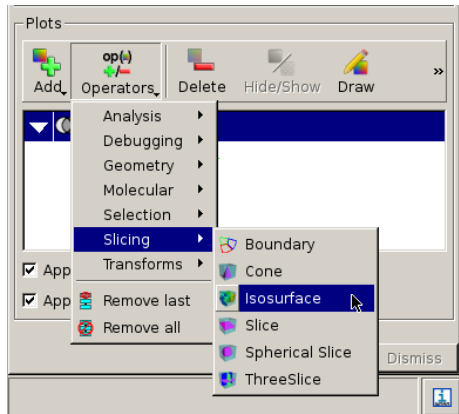 Plots
op(=)
+/−
Add Operators Delete Hide/Show Draw »
Analysis
Debugging
Geometry
Molecular
Selection
Slicing
Transforms
Remove last
Remove all
Boundary
Cone
Isosurface
Slice
Spherical Slice
ThreeSlice
App
App
Dismiss